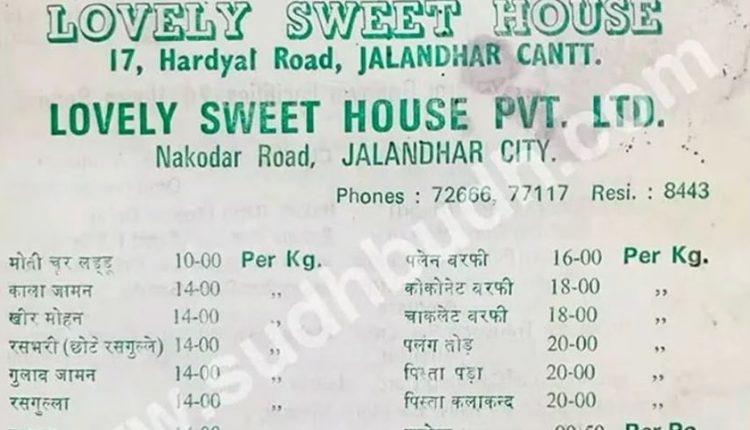 LOVELY SWEET HOUSE
17, Hardyal Road, JALANDHAR CANTT.
LOVELY SWEET HOUSE PVT. LTD.
Nakodar Road, JALANDHAR CITY.
Phones : 72666, 77117 Resi. : 8443
मोती चूर लड्डू 10-00 Per Kg. पलेन बरफी 16-00 Per Kg.
काला जामन 14-00 ,, कोकोनेट बरफी 18-00 ,,
खीर मोहन 14-00 ,, चाकलेट बरफी 18-00 ,,
रसभरी (छोटे रसगुल्ले) 14-00 ,, पलंग तोड़ 20-00 ,,
गुलाब जामन 14-00 ,, पिस्ता पड़ा 20-00 ,,
रसगुल्ला 14-00 ,, पिस्ता कलाकन्द 20-00 ,,
www.sudhbudh.com